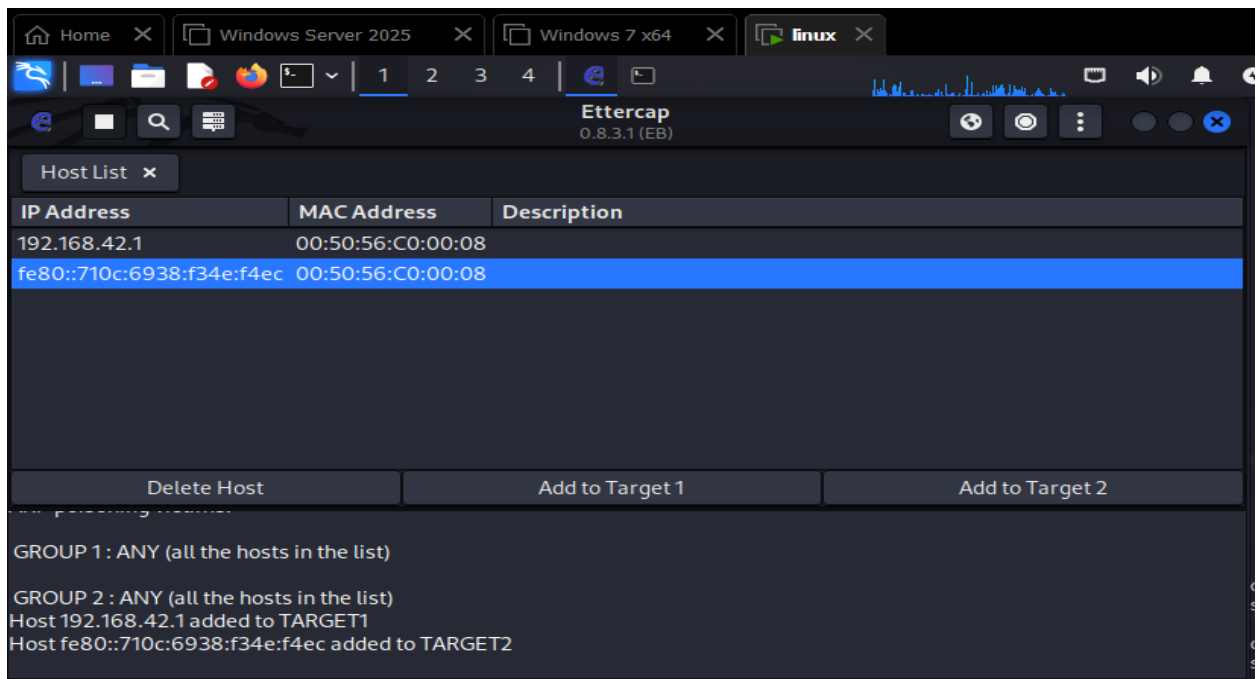 Home
Windows Server 2025
Windows 7 x64
linux
1 2 3 4
Ettercap
0.8.3.1 (EB)
Host List
IP Address MAC Address Description
192.168.42.1 00:50:56:C0:00:08
fe80::710c:6938:f34e:f4ec 00:50:56:C0:00:08
Delete Host Add to Target 1 Add to Target 2
GROUP 1 : ANY (all the hosts in the list)
GROUP 2 : ANY (all the hosts in the list)
Host 192.168.42.1 added to TARGET1
Host fe80::710c:6938:f34e:f4ec added to TARGET2